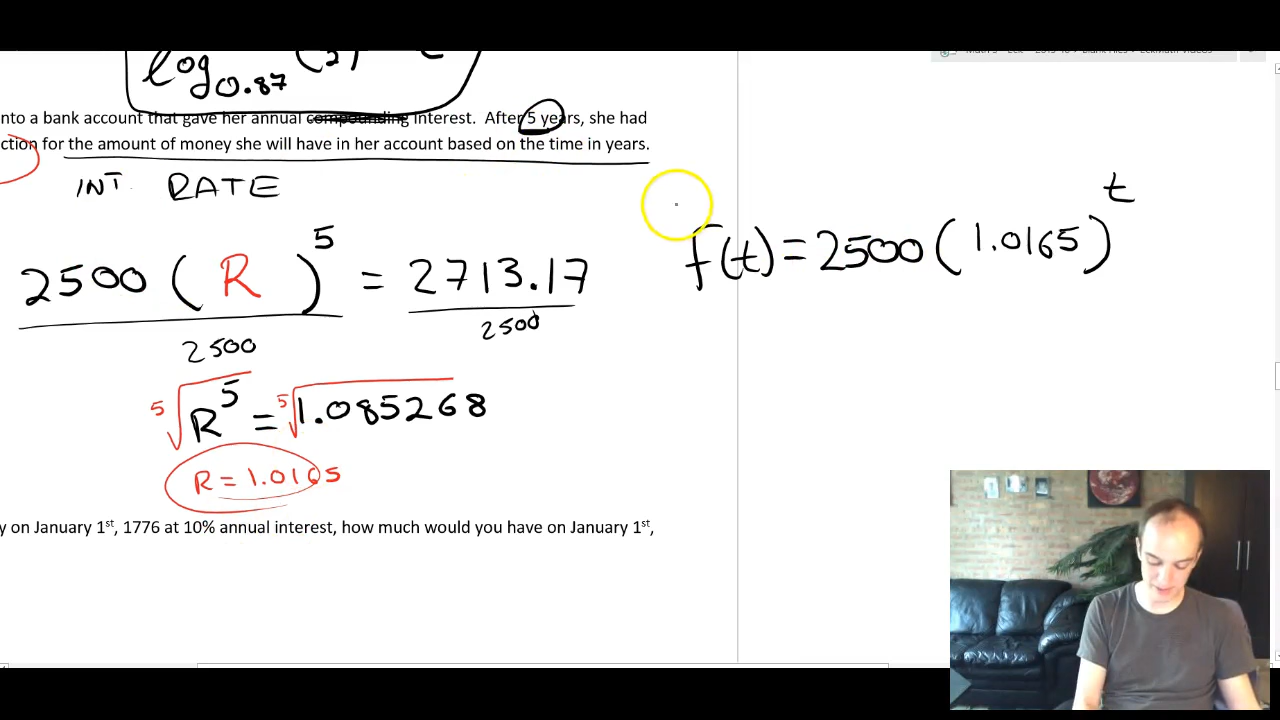 log0.87 (
nto a bank account that gave her annual compounding interest. After 5 years, she had
ction for the amount of money she will have in her account based on the time in years.
INT. RATE
2500 ( R )^5 = 2713.17
2500 2500
5√R^5 = 5√1.085268
R = 1.0165
f(t) = 2500 ( 1.0165 )^t
y on January 1st, 1776 at 10% annual interest, how much would you have on January 1st,